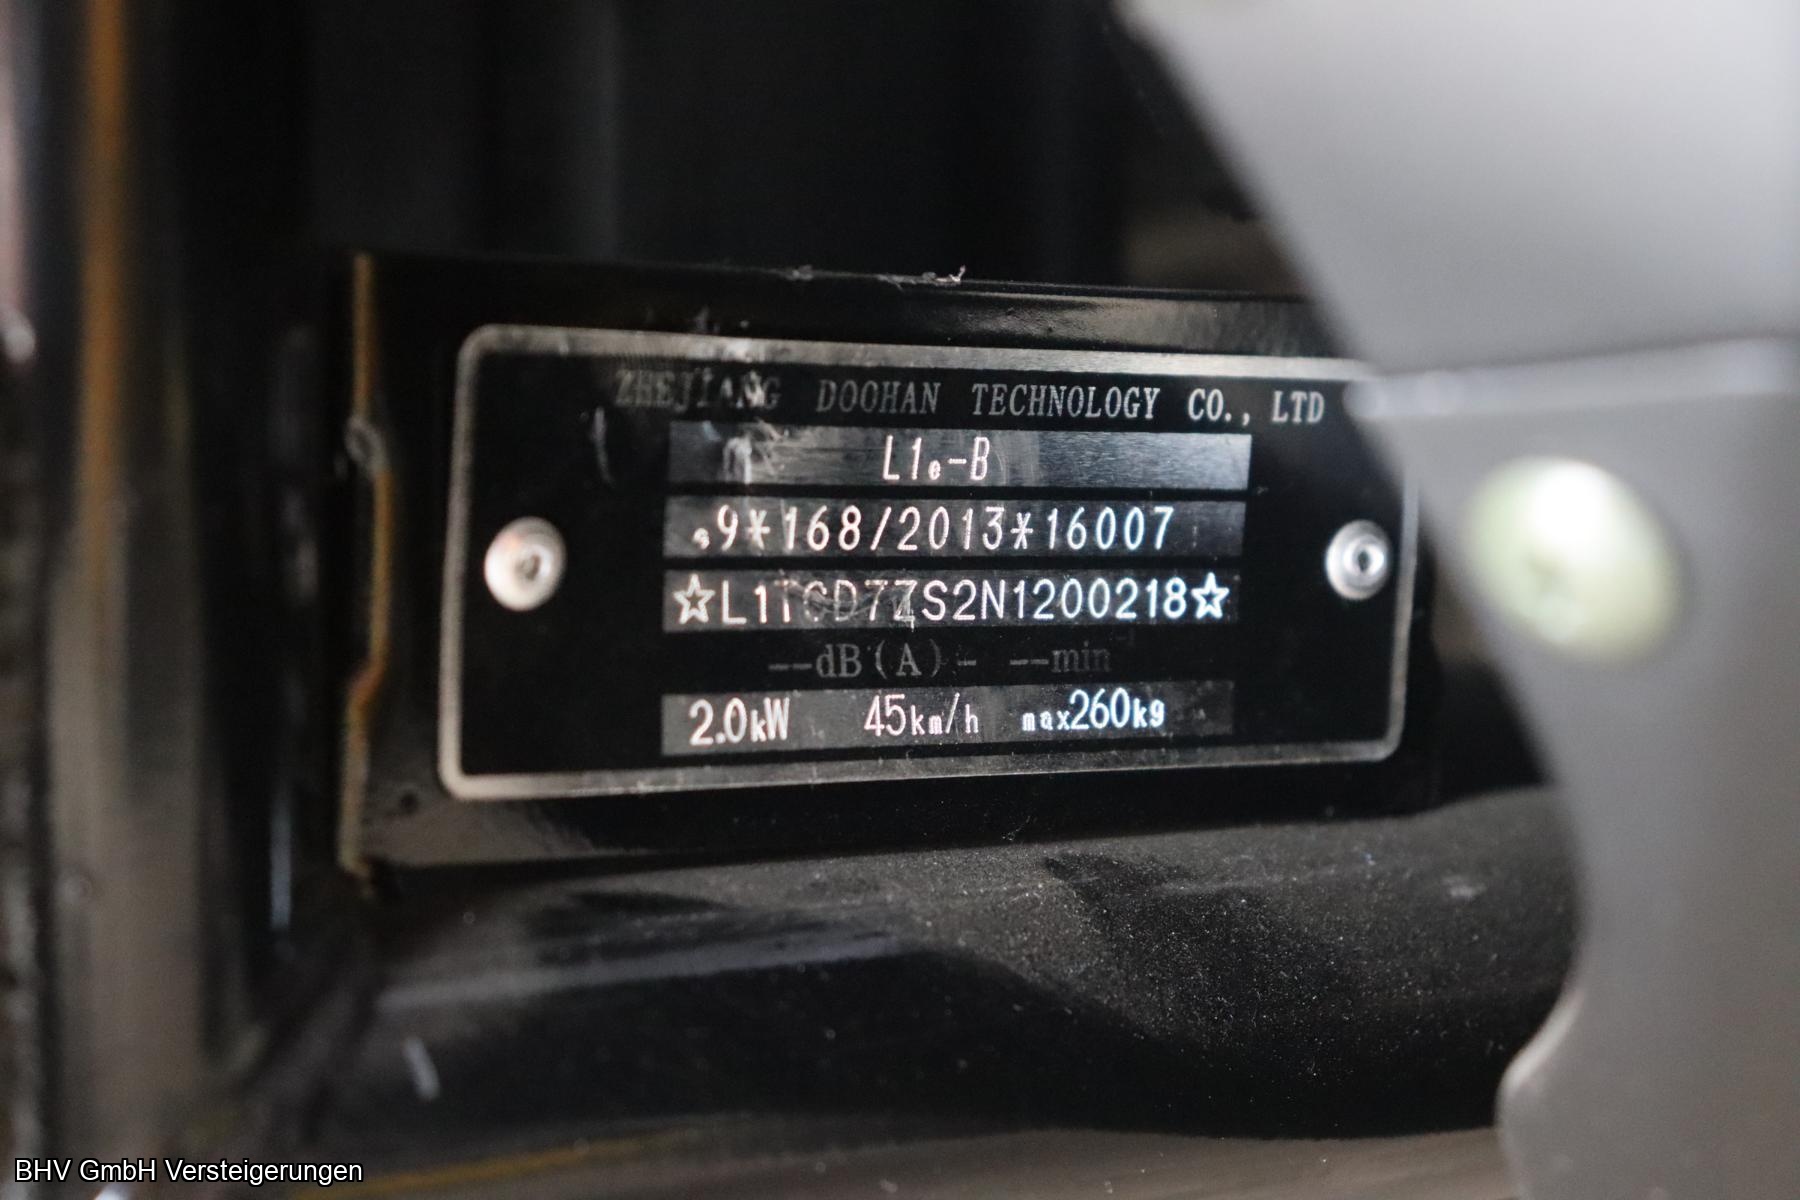 ZHEJIANG DOOHAN TECHNOLOGY CO., LTD
L1e-B
e9*168/2013*16007
☆L1TCD7ZS2N1200218☆
--dB(A)- --min
2.0kW 45km/h max260kg
BHV GmbH Versteigerungen